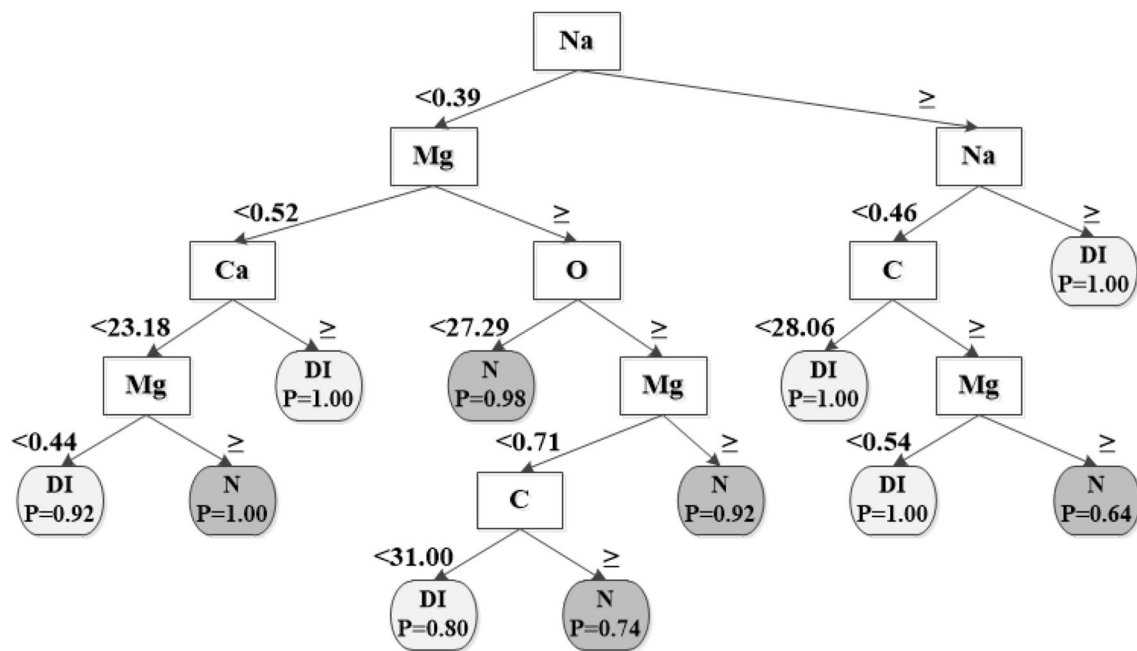 Na
<0.39
≥
Mg
Na
<0.52
≥
<0.46
≥
Ca
O
C
DI
P=1.00
<23.18
≥
<27.29
≥
<28.06
≥
Mg
DI
P=1.00
N
P=0.98
Mg
DI
P=1.00
Mg
<0.44
≥
<0.71
≥
<0.54
≥
DI
P=0.92
N
P=1.00
C
N
P=0.92
DI
P=1.00
N
P=0.64
<31.00
≥
DI
P=0.80
N
P=0.74